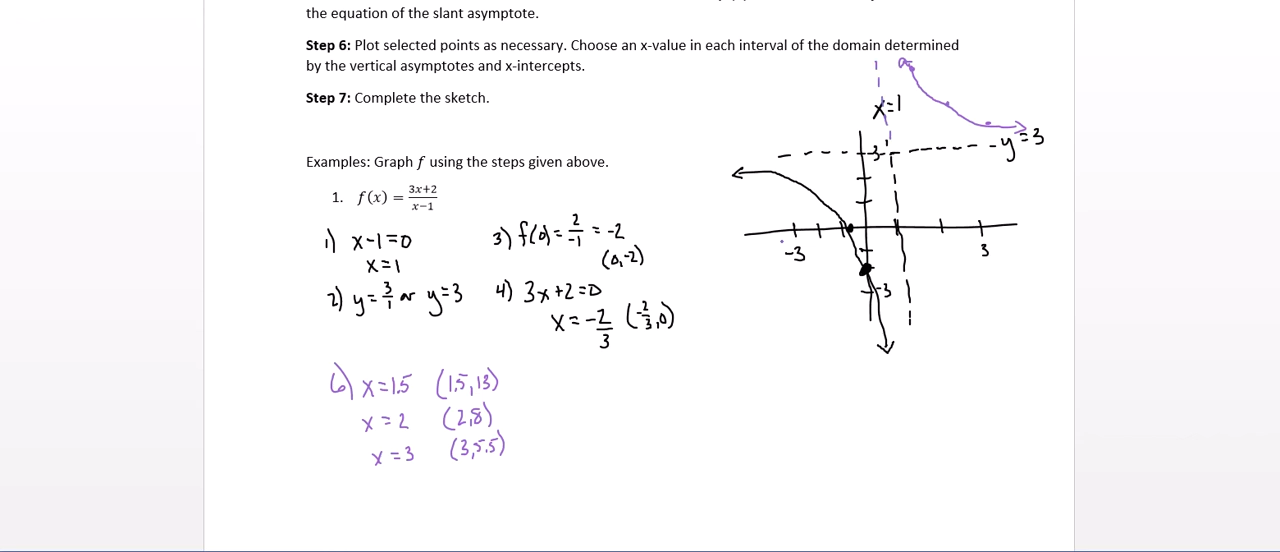 the equation of the slant asymptote.
Step 6: Plot selected points as necessary. Choose an x-value in each interval of the domain determined
by the vertical asymptotes and x-intercepts.
Step 7: Complete the sketch.
Examples: Graph f using the steps given above.
1. f(x) = 3x+2/x−1
1) x-1=0
x=1
2) y=3/1 or y=3
3) f(0)=2/-1 = -2
(0,-2)
4) 3x+2=0
x=-2/3 (-2/3,0)
6) x=1.5 (1.5,13)
x=2 (2,8)
x=3 (3,5.5)
x=1
3
y=3
-3
3
-3